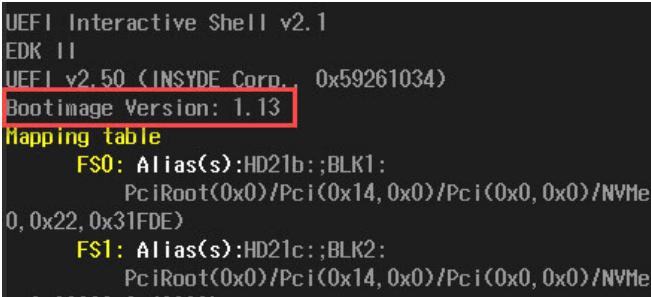 UEFI Interactive Shell v2.1
EDK II
UEFI v2.50 (INSYDE Corp., 0x59261034)
Bootimage Version: 1.13
Mapping table
FS0: Alias(s):HD21b:;BLK1:
PciRoot(0x0)/Pci(0x14,0x0)/Pci(0x0,0x0)/NVMe
0,0x22,0x31FDE)
FS1: Alias(s):HD21c:;BLK2:
PciRoot(0x0)/Pci(0x14,0x0)/Pci(0x0,0x0)/NVMe